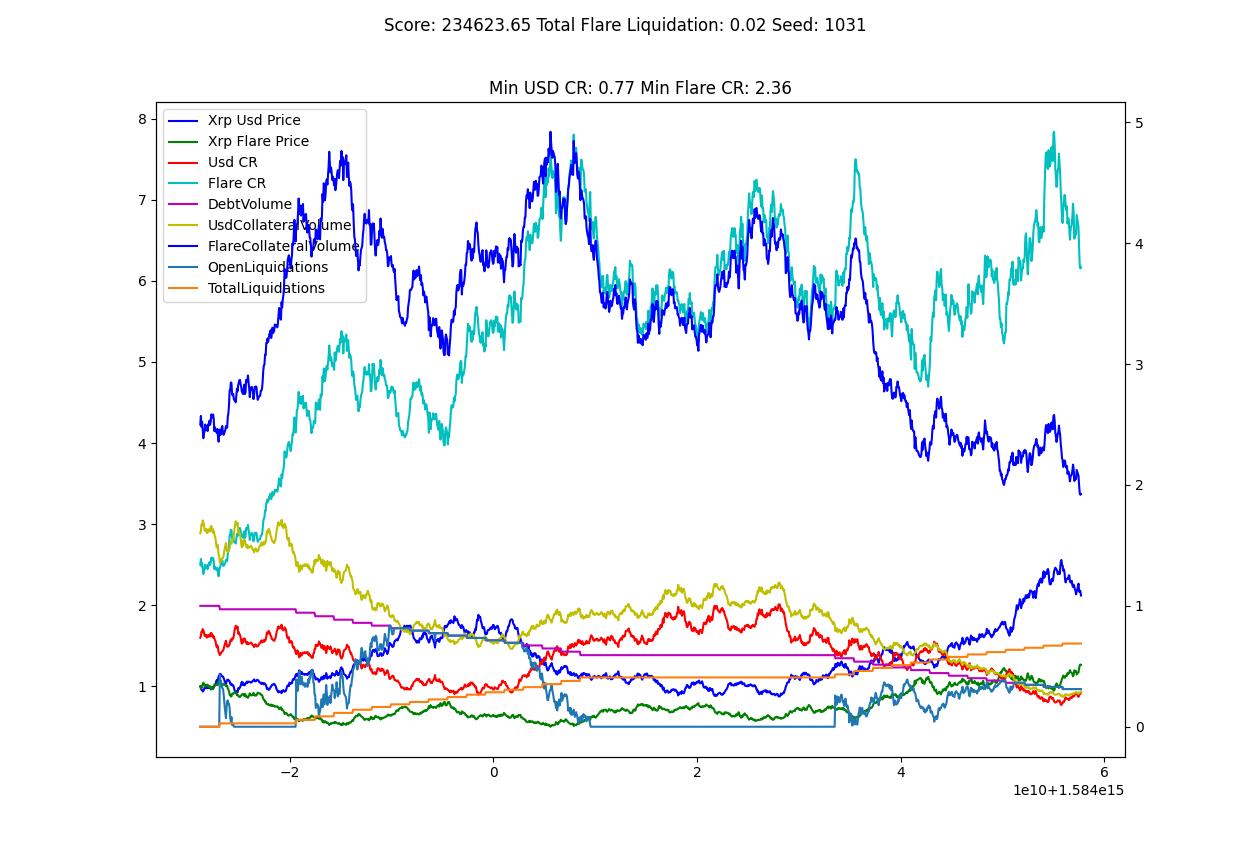 Score: 234623.65 Total Flare Liquidation: 0.02 Seed: 1031
Min USD CR: 0.77 Min Flare CR: 2.36
8
7
6
5
4
3
2
1
Xrp Usd Price
Xrp Flare Price
Usd CR
Flare CR
DebtVolume
UsdCollateralVolume
FlareCollateralVolume
OpenLiquidations
TotalLiquidations
5
4
3
2
1
0
−2
0
2
4
6
1e10+1.584e15